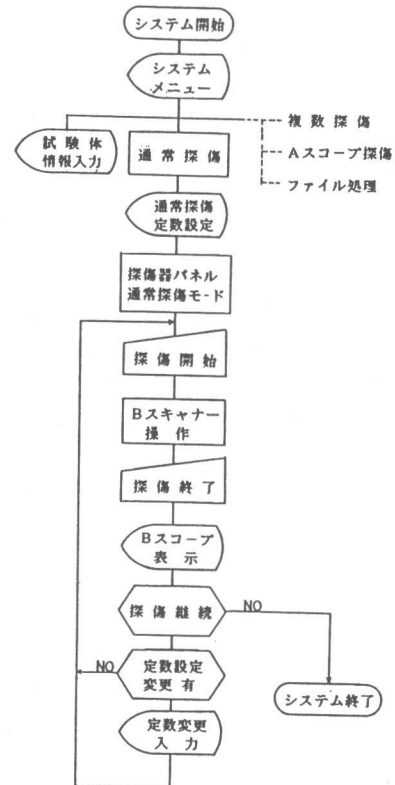 システム開始
システム
メニュー
試験体
情報入力
通常探傷
複数探傷
Aスコープ探傷
ファイル処理
通常探傷
定数設定
探傷器パネル
通常探傷モード
探傷開始
Bスキャナー
操作
探傷終了
Bスコープ
表示
探傷継続
NO
定数設定
変更有
NO
システム終了
定数変更
入力